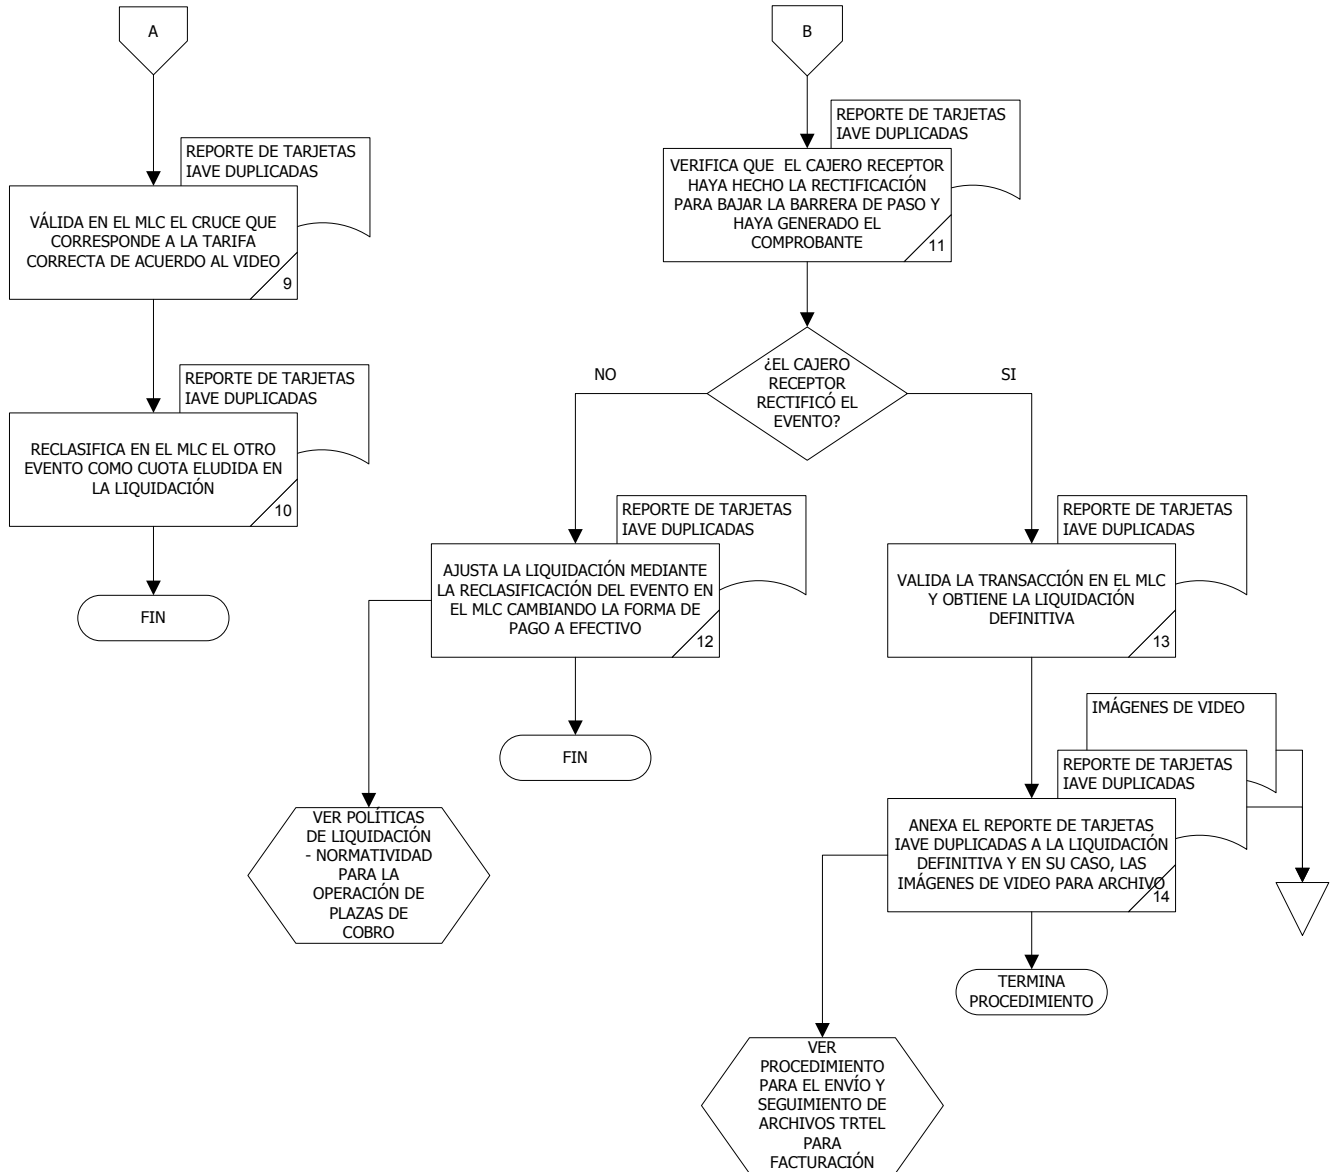 A
REPORTE DE TARJETAS
IAVE DUPLICADAS
VÁLIDA EN EL MLC EL CRUCE QUE
CORRESPONDE A LA TARIFA
CORRECTA DE ACUERDO AL VIDEO
9
REPORTE DE TARJETAS
IAVE DUPLICADAS
RECLASIFICA EN EL MLC EL OTRO
EVENTO COMO CUOTA ELUDIDA EN
LA LIQUIDACIÓN
10
FIN
B
REPORTE DE TARJETAS
IAVE DUPLICADAS
VERIFICA QUE EL CAJERO RECEPTOR
HAYA HECHO LA RECTIFICACIÓN
PARA BAJAR LA BARRERA DE PASO Y
HAYA GENERADO EL
COMPROBANTE
11
¿EL CAJERO
RECEPTOR
RECTIFICÓ EL
EVENTO?
NO
SI
REPORTE DE TARJETAS
IAVE DUPLICADAS
AJUSTA LA LIQUIDACIÓN MEDIANTE
LA RECLASIFICACIÓN DEL EVENTO EN
EL MLC CAMBIANDO LA FORMA DE
PAGO A EFECTIVO
12
FIN
VER POLÍTICAS
DE LIQUIDACIÓN
- NORMATIVIDAD
PARA LA
OPERACIÓN DE
PLAZAS DE
COBRO
REPORTE DE TARJETAS
IAVE DUPLICADAS
VALIDA LA TRANSACCIÓN EN EL MLC
Y OBTIENE LA LIQUIDACIÓN
DEFINITIVA
13
IMÁGENES DE VIDEO
REPORTE DE TARJETAS
IAVE DUPLICADAS
ANEXA EL REPORTE DE TARJETAS
IAVE DUPLICADAS A LA LIQUIDACIÓN
DEFINITIVA Y EN SU CASO, LAS
IMÁGENES DE VIDEO PARA ARCHIVO
14
TERMINA
PROCEDIMIENTO
VER
PROCEDIMIENTO
PARA EL ENVÍO Y
SEGUIMIENTO DE
ARCHIVOS TRTEL
PARA
FACTURACIÓN